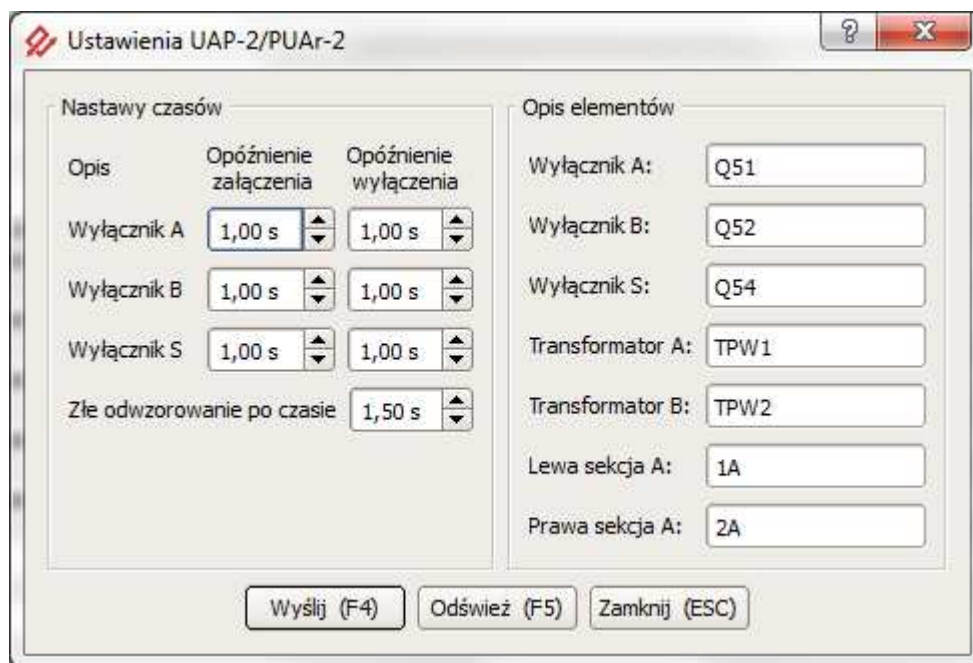 Ustawienia UAP-2/PUAr-2
Nastawy czasów
Opis
Opóźnienie
załączenia
Opóźnienie
wyłączenia
Wyłącznik A
1,00 s
1,00 s
Wyłącznik B
1,00 s
1,00 s
Wyłącznik S
1,00 s
1,00 s
Złe odwzorowanie po czasie
1,50 s
Opis elementów
Wyłącznik A:
Q51
Wyłącznik B:
Q52
Wyłącznik S:
Q54
Transformator A:
TPW1
Transformator B:
TPW2
Lewa sekcja A:
1A
Prawa sekcja A:
2A
Wyślij (F4)
Odśwież (F5)
Zamknij (ESC)